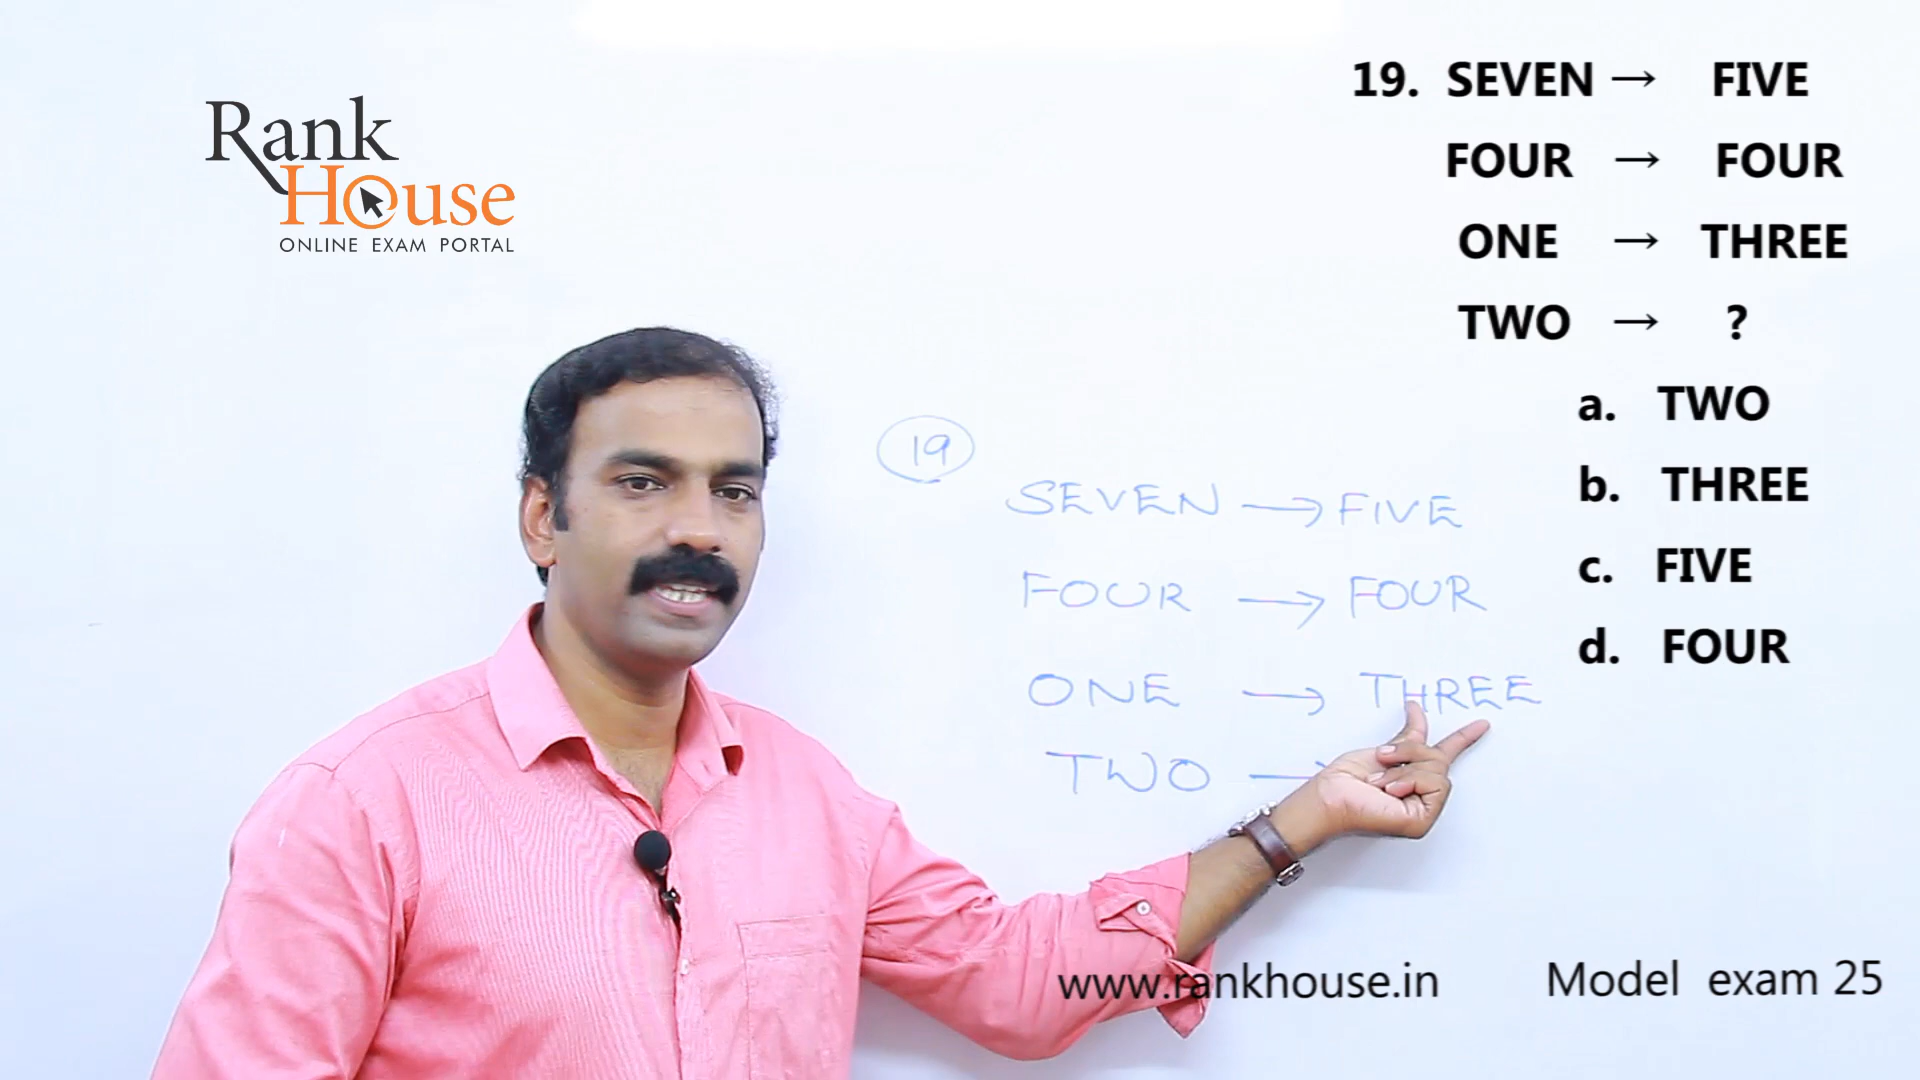 Rank
House
ONLINE EXAM PORTAL
19. SEVEN → FIVE
FOUR → FOUR
ONE → THREE
TWO → ?
a. TWO
b. THREE
c. FIVE
d. FOUR
19
SEVEN → FIVE
FOUR → FOUR
ONE → THREE
TWO →
www.rankhouse.in
Model exam 25